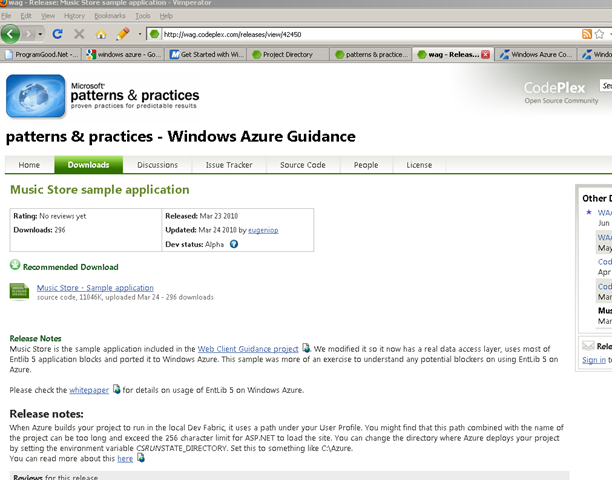 wag - Release: Music Store sample application - Vimperator
File Edit View History Bookmarks Tools Help
http://wag.codeplex.com/releases/view/42450
ProgramGood.Net - ... windows azure - Go... Get Started with Wi... Project Directory patterns & practice... wag - Releas... Windows Azure Co... Windo
Microsoft®
patterns & practices
proven practices for predictable results
CodePlex
Open Source Community
patterns & practices - Windows Azure Guidance
Home Downloads Discussions Issue Tracker Source Code People License
Music Store sample application
Rating: No reviews yet
Downloads: 296
Released: Mar 23 2010
Updated: Mar 24 2010 by eugeniop
Dev status: Alpha
Other D
WA
Jun
WAA
May
Cod
Apr
Cod
Mar
Mus
Mar
Rele
Sign in to
Recommended Download
Music Store - Sample application
source code, 11046K, uploaded Mar 24 - 296 downloads
Release Notes
Music Store is the sample application included in the Web Client Guidance project . We modified it so it now has a real data access layer, uses most of
Entlib 5 application blocks and ported it to Windows Azure. This sample was more of an exercise to understand any potential blockers on using EntLib 5 on
Azure.
Please check the whitepaper for details on usage of EntLib 5 on Windows Azure.
Release notes:
When Azure builds your project to run in the local Dev Fabric, it uses a path under your User Profile. You might find that this path combined with the name of
the project can be too long and exceed the 256 character limit for ASP.NET to load the site. You can change the directory where Azure deploys your project
by setting the environment variable _CSRUNSTATE_DIRECTORY. Set this to something like C:\Azure.
You can read more about this here
Reviews for this release